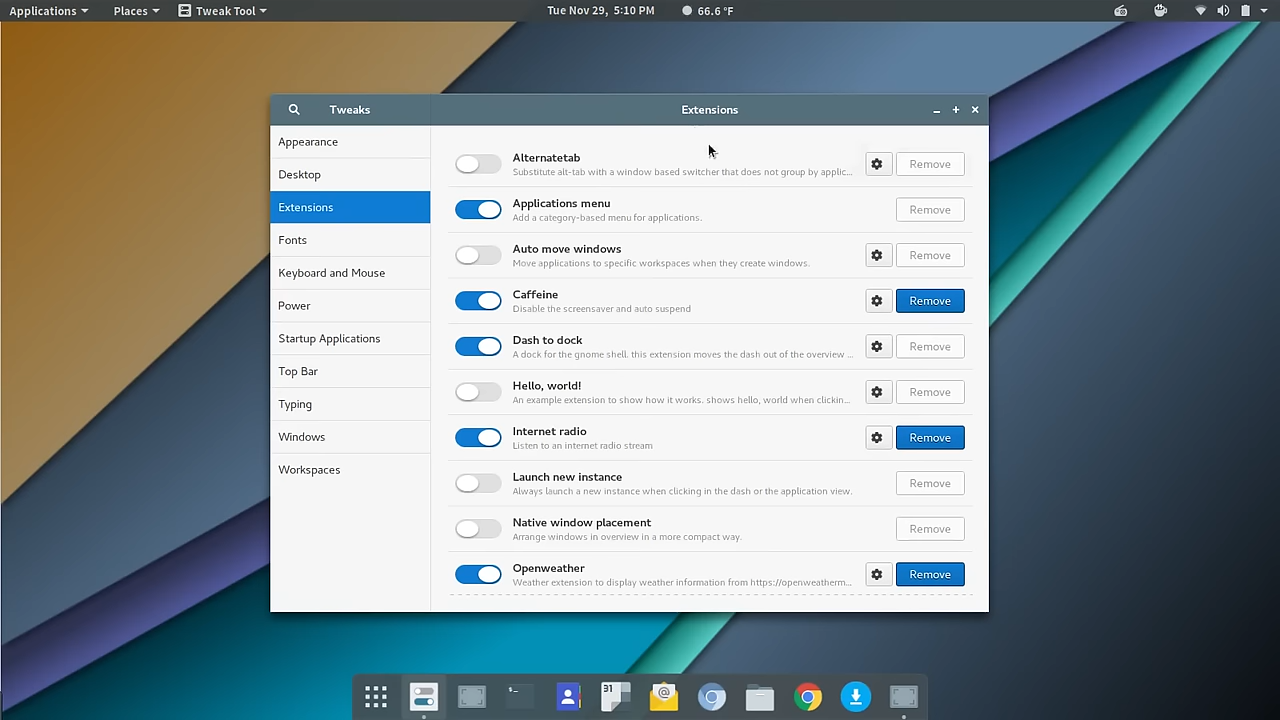 Applications Places Tweak Tool Tue Nov 29, 5:10 PM 66.6 °F
Tweaks Extensions
Appearance
Desktop
Extensions
Fonts
Keyboard and Mouse
Power
Startup Applications
Top Bar
Typing
Windows
Workspaces
Alternatetab
Substitute alt-tab with a window based switcher that does not group by applic...
Remove
Applications menu
Add a category-based menu for applications.
Remove
Auto move windows
Move applications to specific workspaces when they create windows.
Remove
Caffeine
Disable the screensaver and auto suspend
Remove
Dash to dock
A dock for the gnome shell. this extension moves the dash out of the overview ...
Remove
Hello, world!
An example extension to show how it works. shows hello, world when clickin...
Remove
Internet radio
Listen to an internet radio stream
Remove
Launch new instance
Always launch a new instance when clicking in the dash or the application view.
Remove
Native window placement
Arrange windows in overview in a more compact way.
Remove
Openweather
Weather extension to display weather information from https://openweatherm...
Remove
31